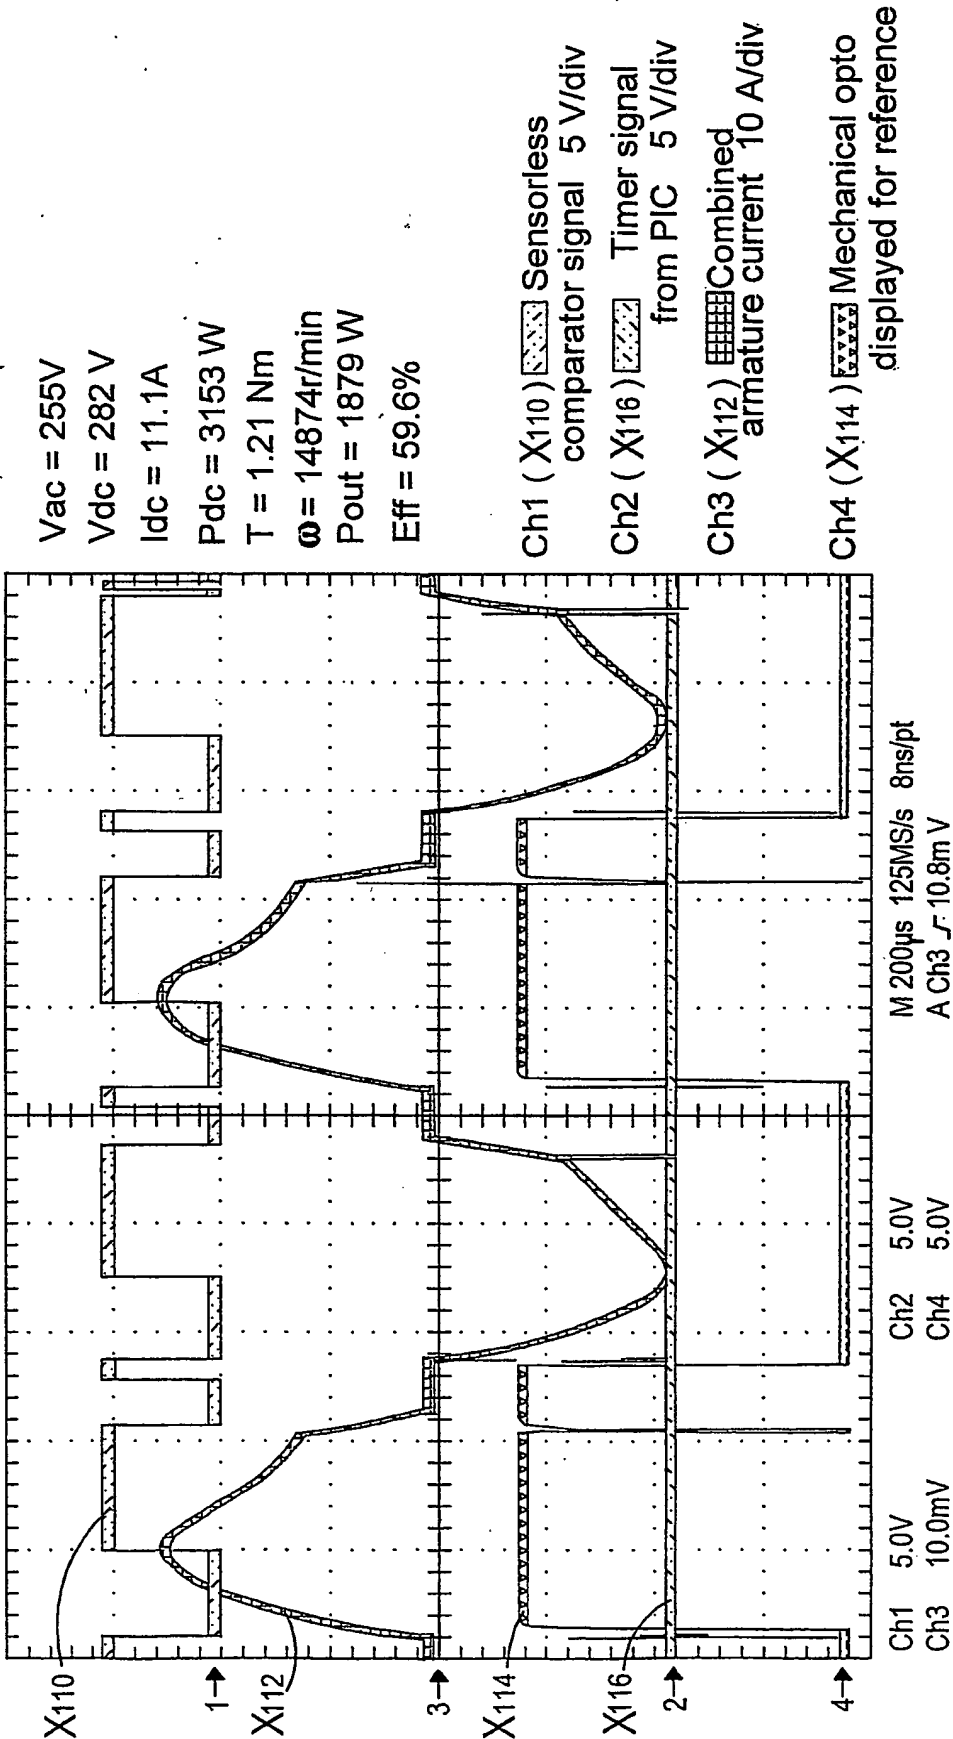 Vac = 255V
Vdc = 282 V
Idc = 11.1A
Pdc = 3153 W
T = 1.21 Nm
ω = 14874r/min
Pout = 1879 W
Eff = 59.6%
Ch1 ( X110 ) Sensorless
comparator signal 5 V/div
Ch2 ( X116 ) Timer signal
from PIC 5 V/div
Ch3 ( X112 ) Combined
armature current 10 A/div
Ch4 ( X114 ) Mechanical opto
displayed for reference
X110
1
X112
3
X114
X116
2
4
Ch1 5.0V Ch2 5.0V M 200µs 125MS/s 8ns/pt
Ch3 10.0mV Ch4 5.0V A Ch3 10.8mV